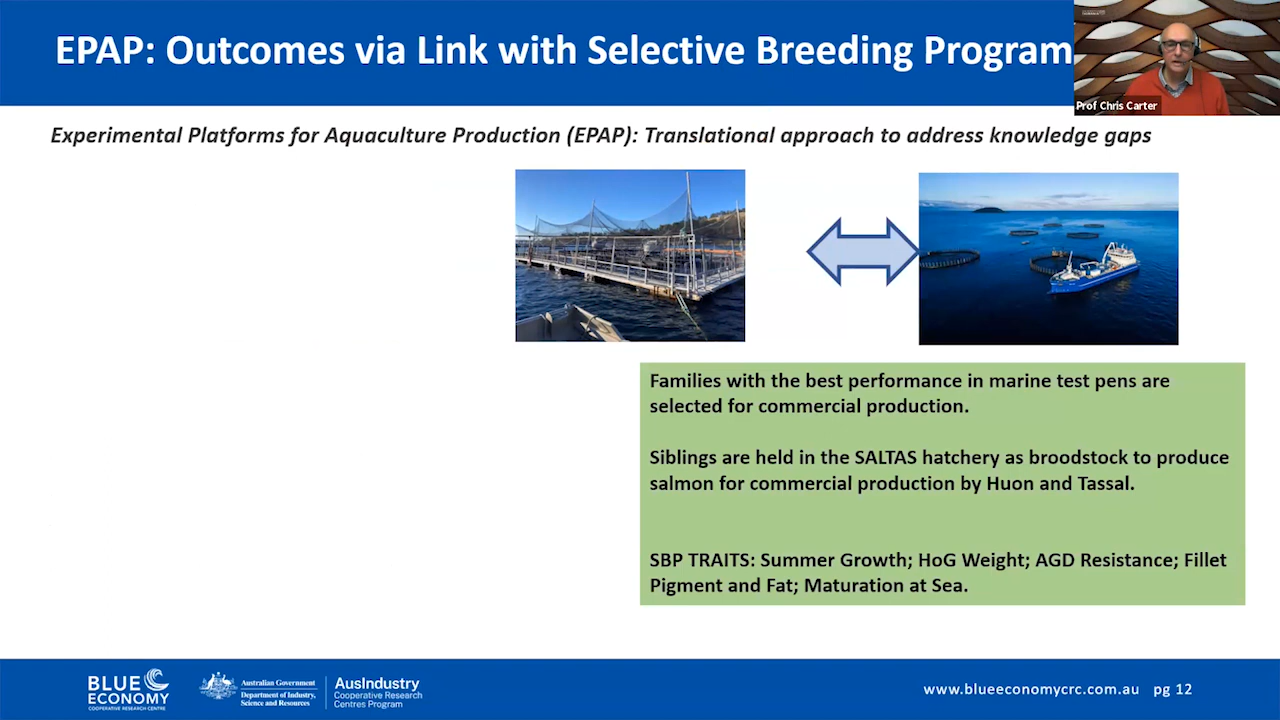 EPAP: Outcomes via Link with Selective Breeding Program
Prof Chris Carter
Experimental Platforms for Aquaculture Production (EPAP): Translational approach to address knowledge gaps
Families with the best performance in marine test pens are
selected for commercial production.
Siblings are held in the SALTAS hatchery as broodstock to produce
salmon for commercial production by Huon and Tassal.
SBP TRAITS: Summer Growth; HoG Weight; AGD Resistance; Fillet
Pigment and Fat; Maturation at Sea.
BLUE
ECONOMY
COOPERATIVE RESEARCH CENTRE
Australian Government
Department of Industry,
Science and Resources
AusIndustry
Cooperative Research
Centres Program
www.blueeconomycrc.com.au pg 12